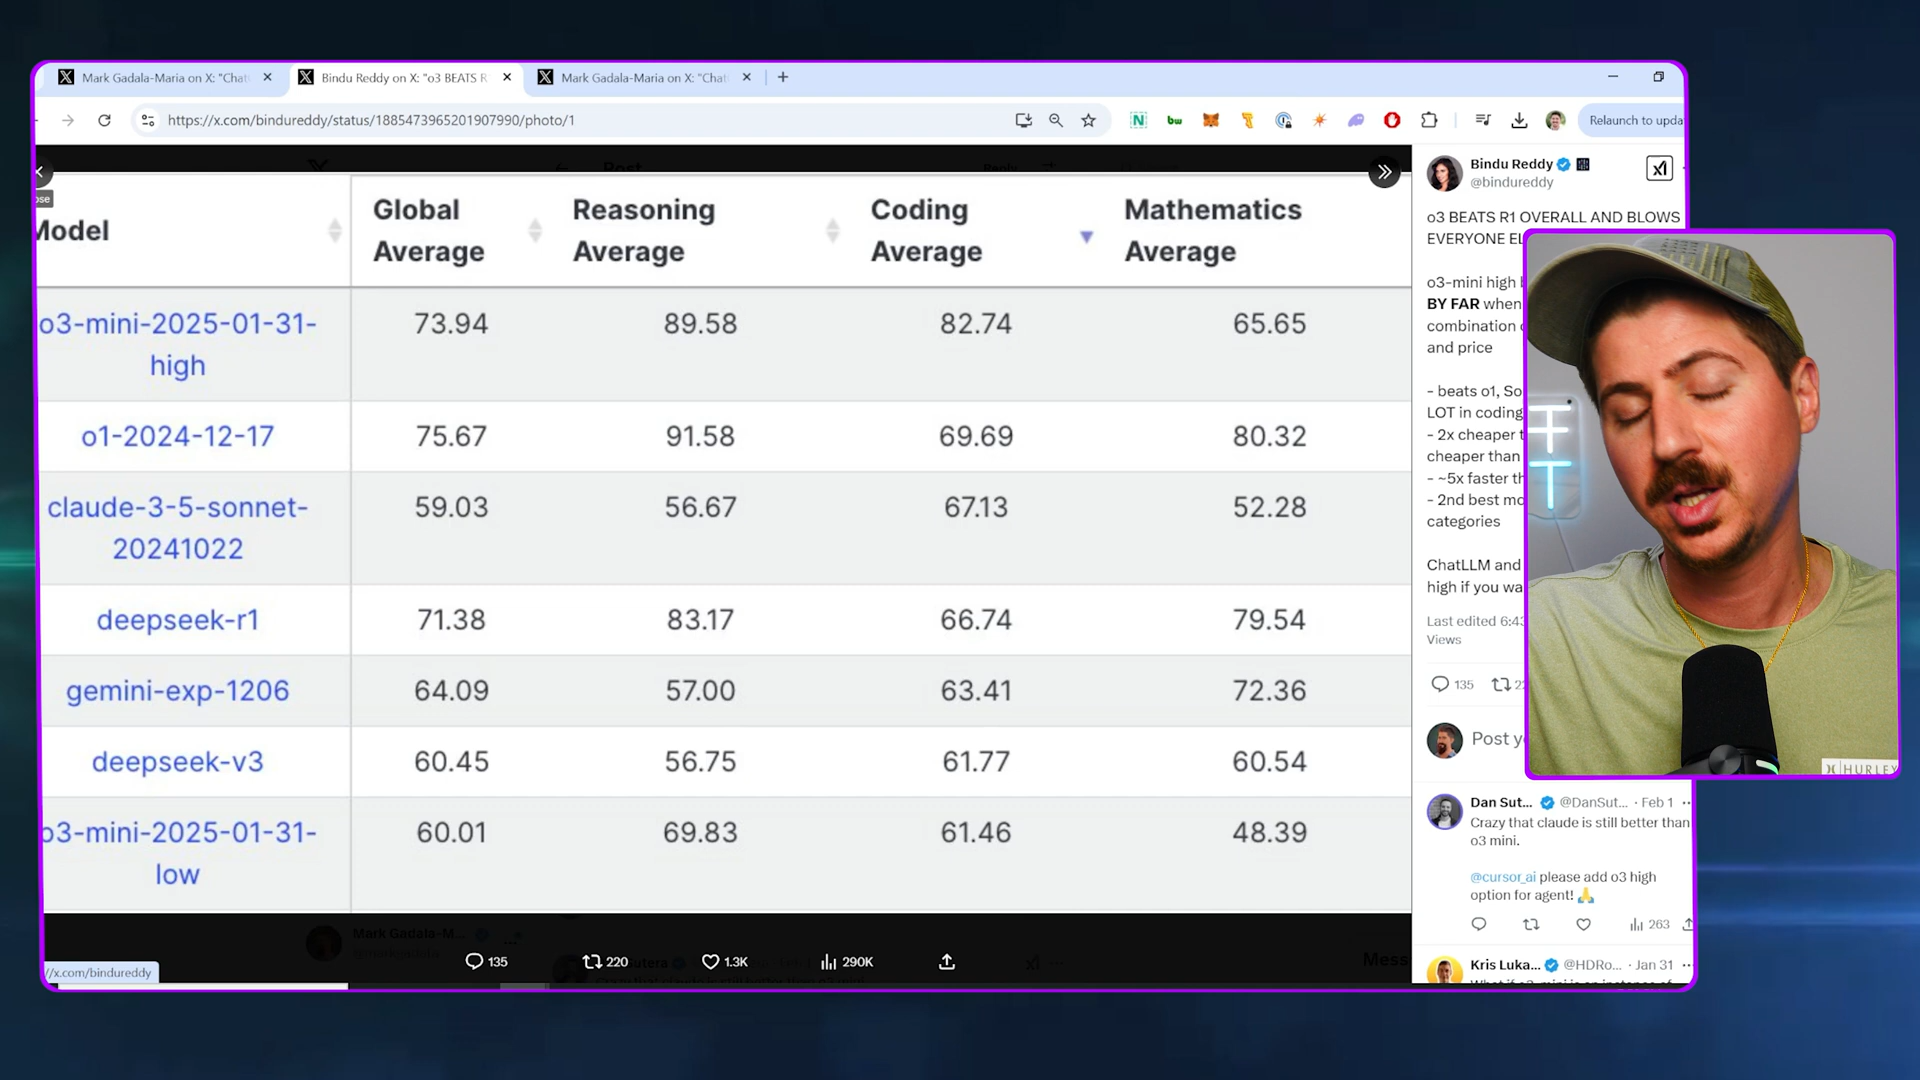 Mark Gadala-Maria on X: "Chat
Bindu Reddy on X: "o3 BEATS R
Mark Gadala-Maria on X: "Chat
https://x.com/bindureddy/status/1885473965201907990/photo/1
Relaunch to upda
Model
Global Average
Reasoning Average
Coding Average
Mathematics Average
o3-mini-2025-01-31-high
73.94
89.58
82.74
65.65
o1-2024-12-17
75.67
91.58
69.69
80.32
claude-3-5-sonnet-20241022
59.03
56.67
67.13
52.28
deepseek-r1
71.38
83.17
66.74
79.54
gemini-exp-1206
64.09
57.00
63.41
72.36
deepseek-v3
60.45
56.75
61.77
60.54
o3-mini-2025-01-31-low
60.01
69.83
61.46
48.39
135
220
1.3K
290K
//x.com/bindureddy
Bindu Reddy
@bindureddy
o3 BEATS R1 OVERALL AND BLOWS
EVERYONE EL
o3-mini high
BY FAR when
combination
and price
- beats o1, So
LOT in coding
- 2x cheaper
cheaper than
- ~5x faster th
- 2nd best mo
categories
ChatLLM and
high if you wa
Last edited 6:43
Views
135
Post y
Dan Sut... @DanSut... · Feb 1
Crazy that claude is still better than
o3 mini.
@cursor_ai please add o3 high
option for agent! 🙏
263
Kris Luka... @HDRo... · Jan 31
HURLEY